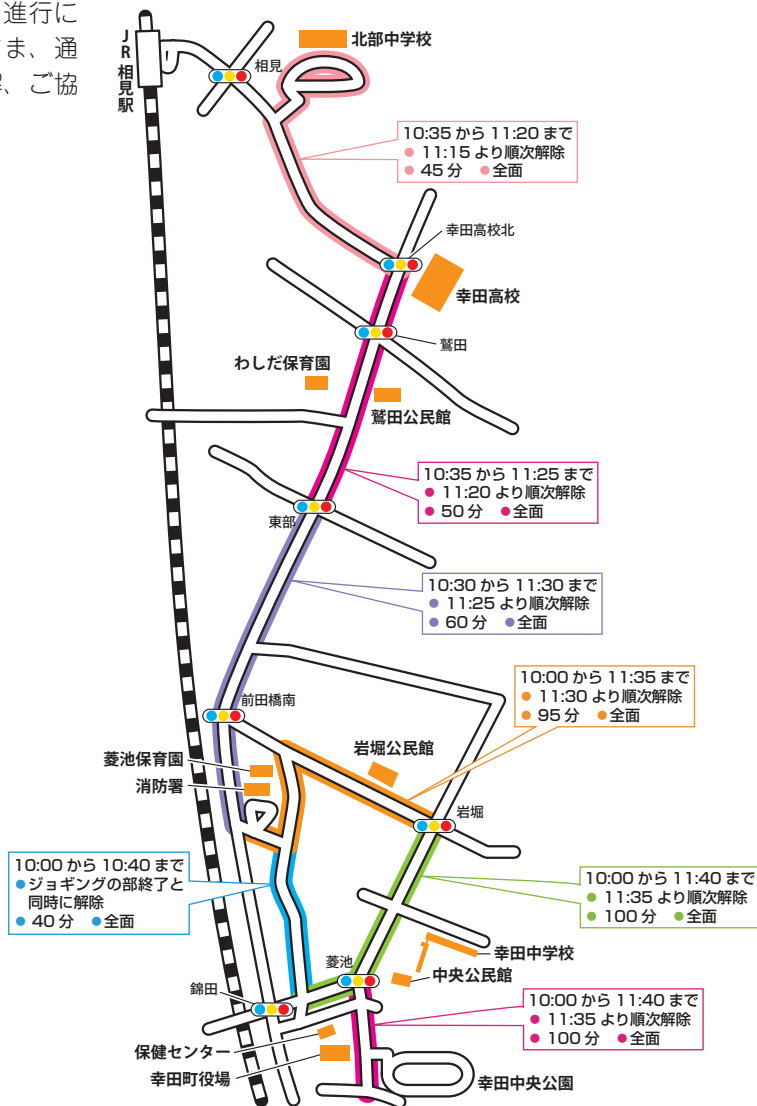 進行に
ま、通
、ご協
JR相見駅
相見
北部中学校
10:35 から 11:20 まで
● 11:15 より順次解除
● 45 分 ● 全面
幸田高校北
幸田高校
鷲田
わしだ保育園
鷲田公民館
10:35 から 11:25 まで
● 11:20 より順次解除
● 50 分 ● 全面
東部
10:30 から 11:30 まで
● 11:25 より順次解除
● 60 分 ● 全面
10:00 から 11:35 まで
● 11:30 より順次解除
● 95 分 ● 全面
前田橋南
岩堀公民館
菱池保育園
消防署
岩堀
10:00 から 10:40 まで
● ジョギングの部終了と
同時に解除
● 40 分 ● 全面
10:00 から 11:40 まで
● 11:35 より順次解除
● 100 分 ● 全面
幸田中学校
菱池
中央公民館
錦田
10:00 から 11:40 まで
● 11:35 より順次解除
● 100 分 ● 全面
保健センター
幸田町役場
幸田中央公園